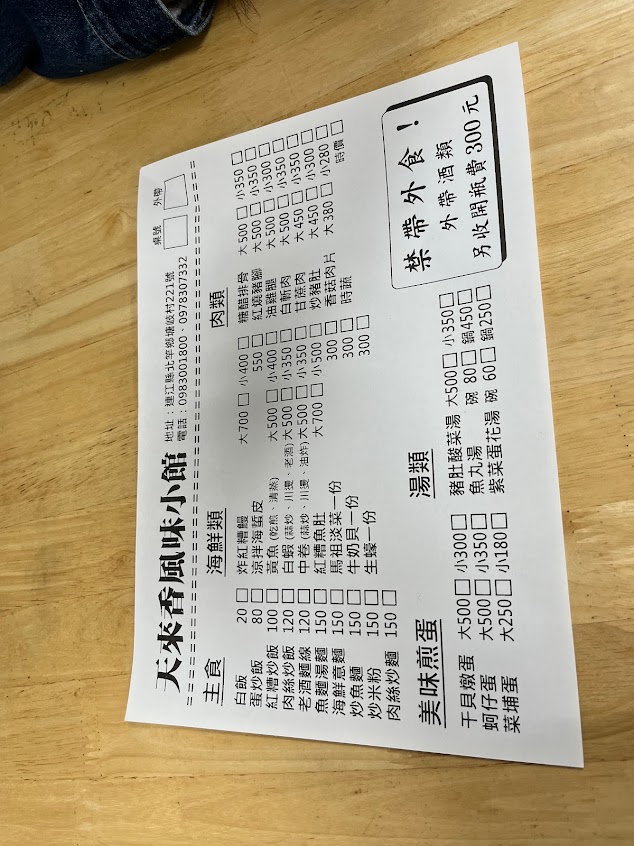 天來香風味小館
地址：連江縣北竿鄉塘岐村221號
電話：0983001800、0978307332
桌號 □ 外帶 □
主食
白飯 20 □
蛋炒飯 80 □
紅糟炒飯 100 □
肉絲炒飯 120 □
老酒麵線 120 □
魚麵湯麵 150 □
海鮮意麵 150 □
炒魚麵 150 □
炒米粉 150 □
肉絲炒麵 150 □
海鮮類
炸紅糟鰻 大700 □ 小400 □
涼拌海蜇皮 550 □
黃魚(乾煎、清蒸) 大500 □ 小400 □
白蝦(蒜炒、川燙、老酒) 大500 □ 小350 □
中卷(蒜炒、川燙、油炸) 大500 □ 小350 □
紅糟魚肚 大700 □ 小500 □
馬祖淡菜一份 300 □
牛奶貝一份 300 □
生蠔一份 300 □
肉類
糖醋排骨 大500 □ 小350 □
紅燒豬腳 大500 □ 小350 □
油雞腿 大500 □ 小300 □
白斬肉 大500 □ 小350 □
甘蔗肉 大450 □ 小350 □
炒豬肚 大450 □ 小300 □
香菇肉片 大380 □ 小280 □
時蔬 時價
美味煎蛋
干貝燉蛋 大500 □ 小300 □
蚵仔蛋 大500 □ 小350 □
菜埔蛋 大250 □ 小180 □
湯類
豬肚酸菜湯 大500 □ 小350 □
魚丸湯 碗 80 □ 鍋450 □
紫菜蛋花湯 碗 60 □ 鍋250 □
禁帶外食！
外帶酒類
另收開瓶費300元